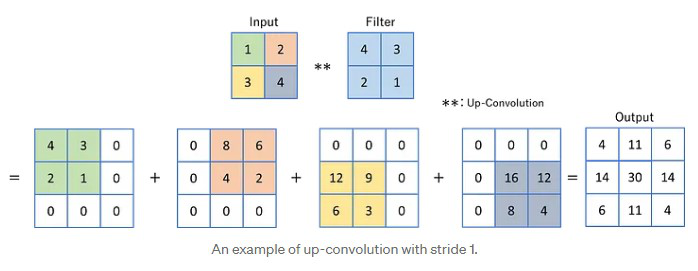 Input Filter
1 2 4 3
**
3 4 2 1
**: Up-Convolution
Output
4 3 0 0 8 6 0 0 0 0 0 0 4 11 6
= 2 1 0 + 0 4 2 + 12 9 0 + 0 16 12 = 14 30 14
0 0 0 0 0 0 6 3 0 0 8 4 6 11 4
An example of up-convolution with stride 1.